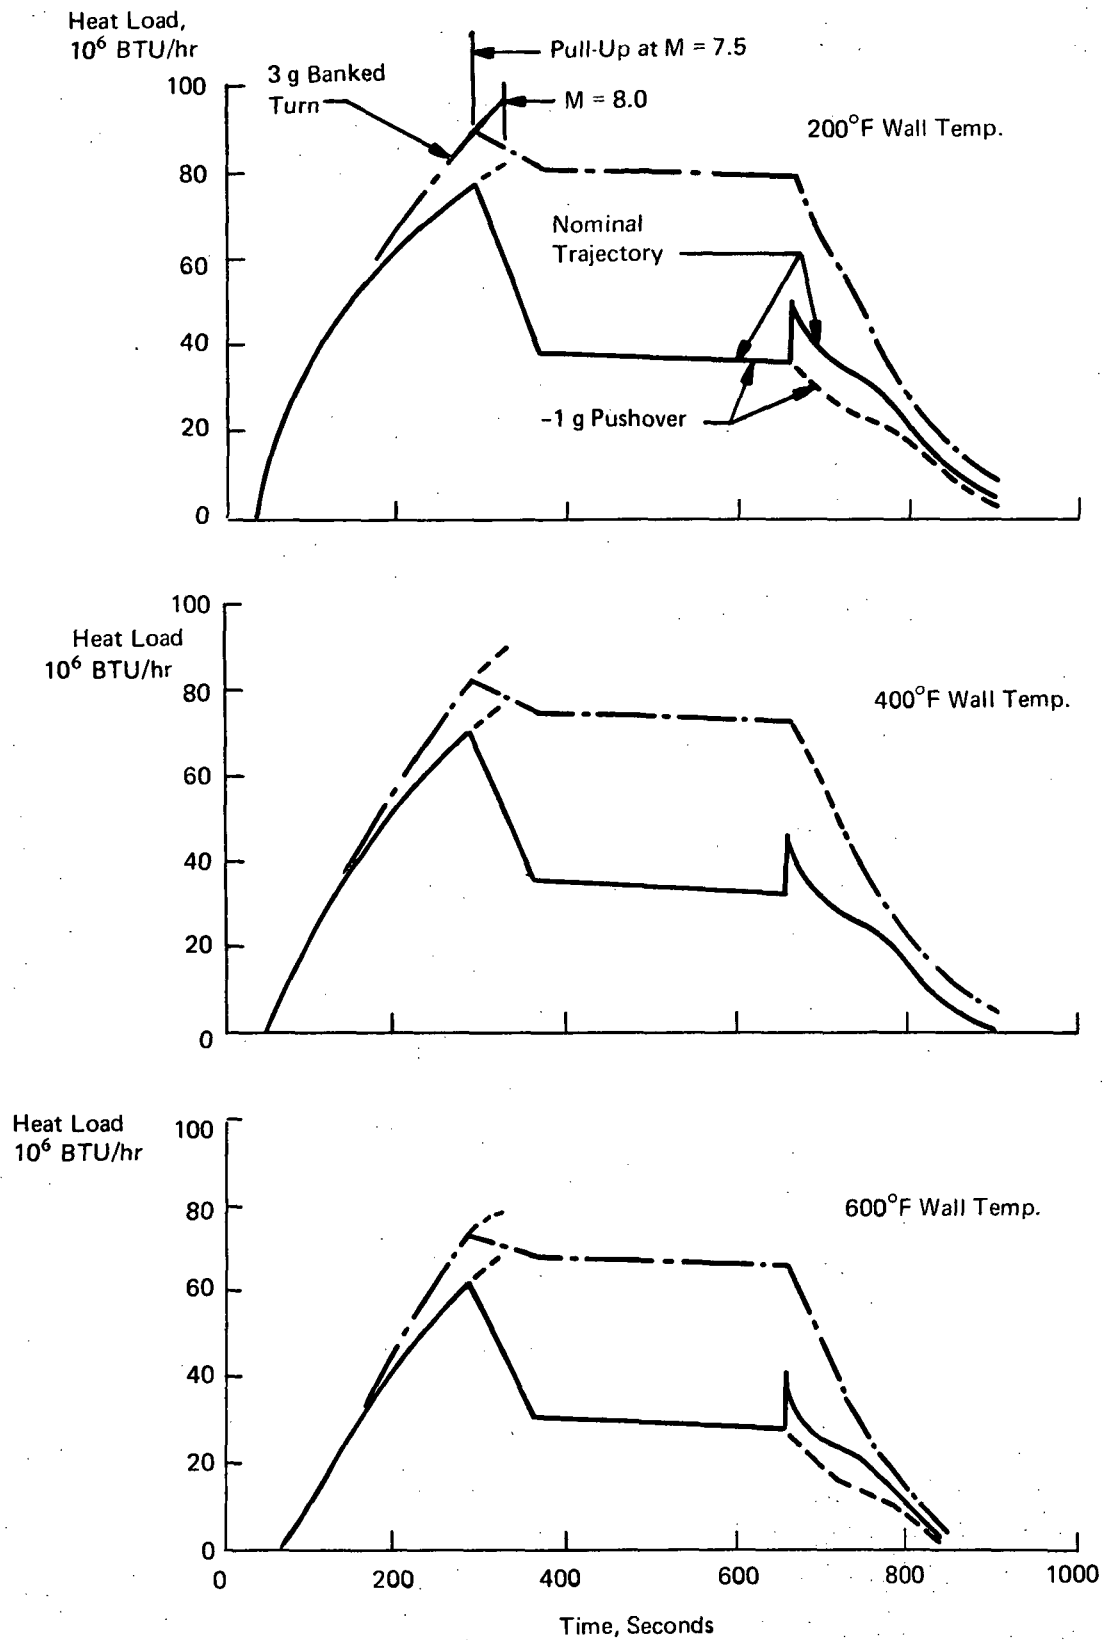 Heat Load,
10⁶ BTU/hr
Pull-Up at M = 7.5
3 g Banked
Turn
M = 8.0
200°F Wall Temp.
Nominal
Trajectory
-1 g Pushover
100
80
60
40
20
0
Heat Load
10⁶ BTU/hr
400°F Wall Temp.
100
80
60
40
20
0
Heat Load
10⁶ BTU/hr
600°F Wall Temp.
100
80
60
40
20
0
0 200 400 600 800 1000
Time, Seconds